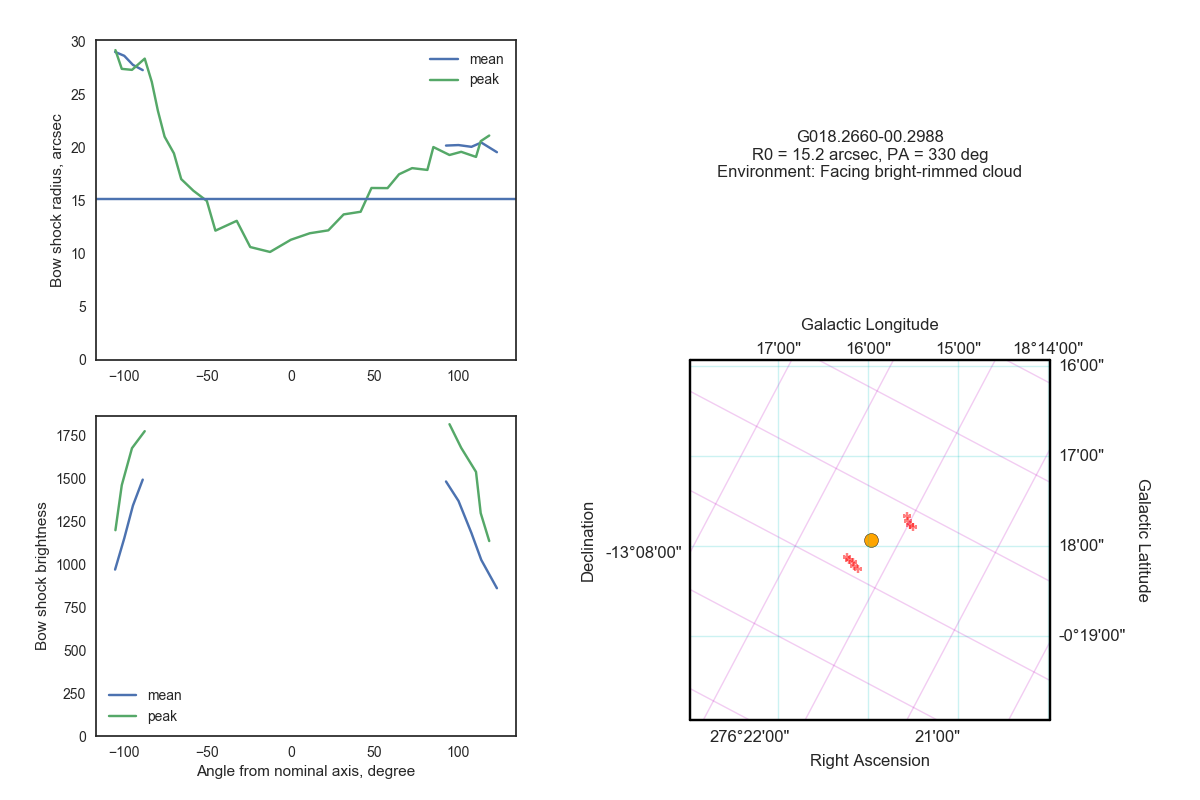 30
25
20
15
10
5
0
Bow shock radius, arcsec
mean
peak
−100
−50
0
50
100
G018.2660-00.2988
R0 = 15.2 arcsec, PA = 330 deg
Environment: Facing bright-rimmed cloud
1750
1500
1250
1000
750
500
250
0
Bow shock brightness
mean
peak
−100
−50
0
50
100
Angle from nominal axis, degree
Galactic Longitude
17'00"
16'00"
15'00"
18°14'00"
16'00"
17'00"
18'00"
-0°19'00"
Galactic Latitude
Declination
-13°08'00"
276°22'00"
21'00"
Right Ascension